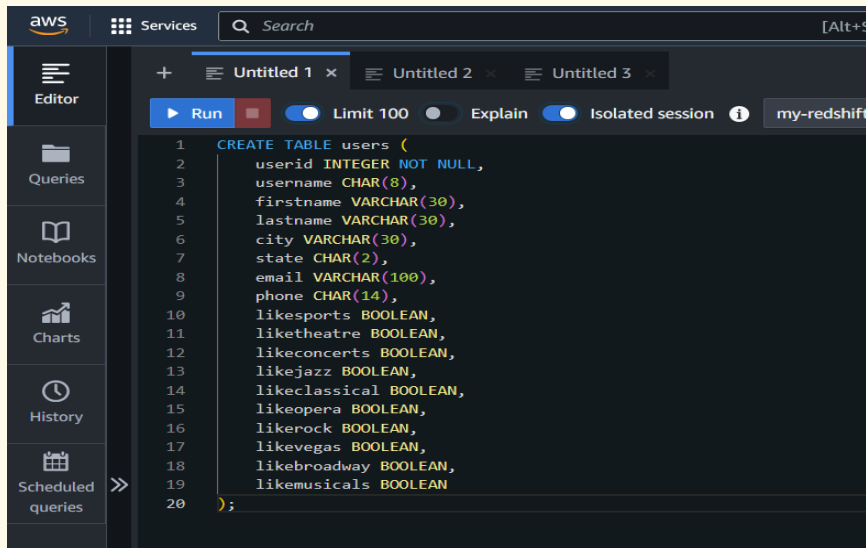 aws
Services
Search
[Alt+S
Editor
Queries
Notebooks
Charts
History
Scheduled
queries
+ Untitled 1 × Untitled 2 × Untitled 3 ×
Run Limit 100 Explain Isolated session i my-redshift
1 CREATE TABLE users (
2 userid INTEGER NOT NULL,
3 username CHAR(8),
4 firstname VARCHAR(30),
5 lastname VARCHAR(30),
6 city VARCHAR(30),
7 state CHAR(2),
8 email VARCHAR(100),
9 phone CHAR(14),
10 likesports BOOLEAN,
11 liketheatre BOOLEAN,
12 likeconcerts BOOLEAN,
13 likejazz BOOLEAN,
14 likeclassical BOOLEAN,
15 likeopera BOOLEAN,
16 likerock BOOLEAN,
17 likevegas BOOLEAN,
18 likebroadway BOOLEAN,
19 likemusicals BOOLEAN
20 );